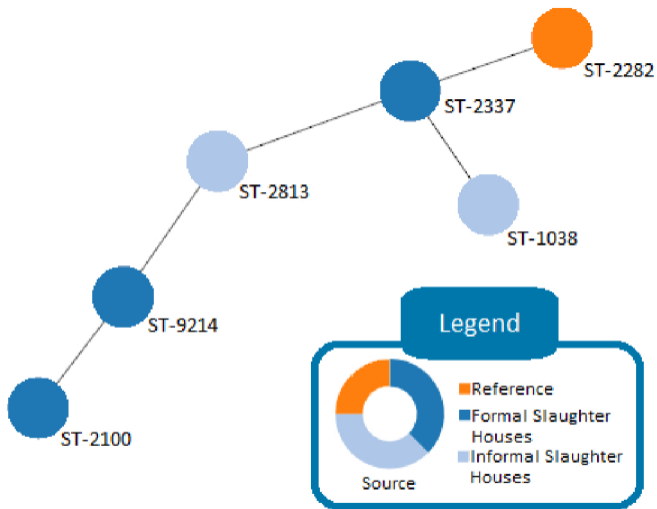 ST-2282
ST-2337
ST-2813
ST-1038
ST-9214
ST-2100
Legend
Reference
Formal Slaughter
Houses
Informal Slaughter
Houses
Source